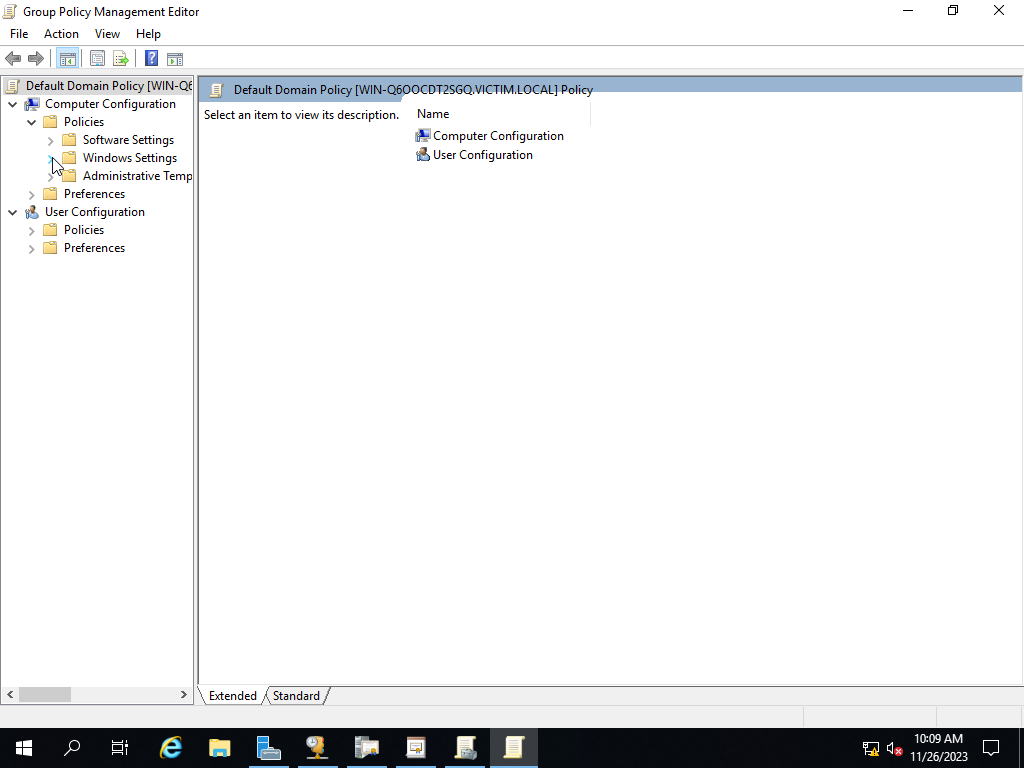 Group Policy Management Editor
File Action View Help
Default Domain Policy [WIN-Q6
Computer Configuration
Policies
Software Settings
Windows Settings
Administrative Temp
Preferences
User Configuration
Policies
Preferences
Default Domain Policy [WIN-Q6OOCDT2SGQ.VICTIM.LOCAL] Policy
Select an item to view its description.
Name
Computer Configuration
User Configuration
Extended Standard
10:09 AM
11/26/2023